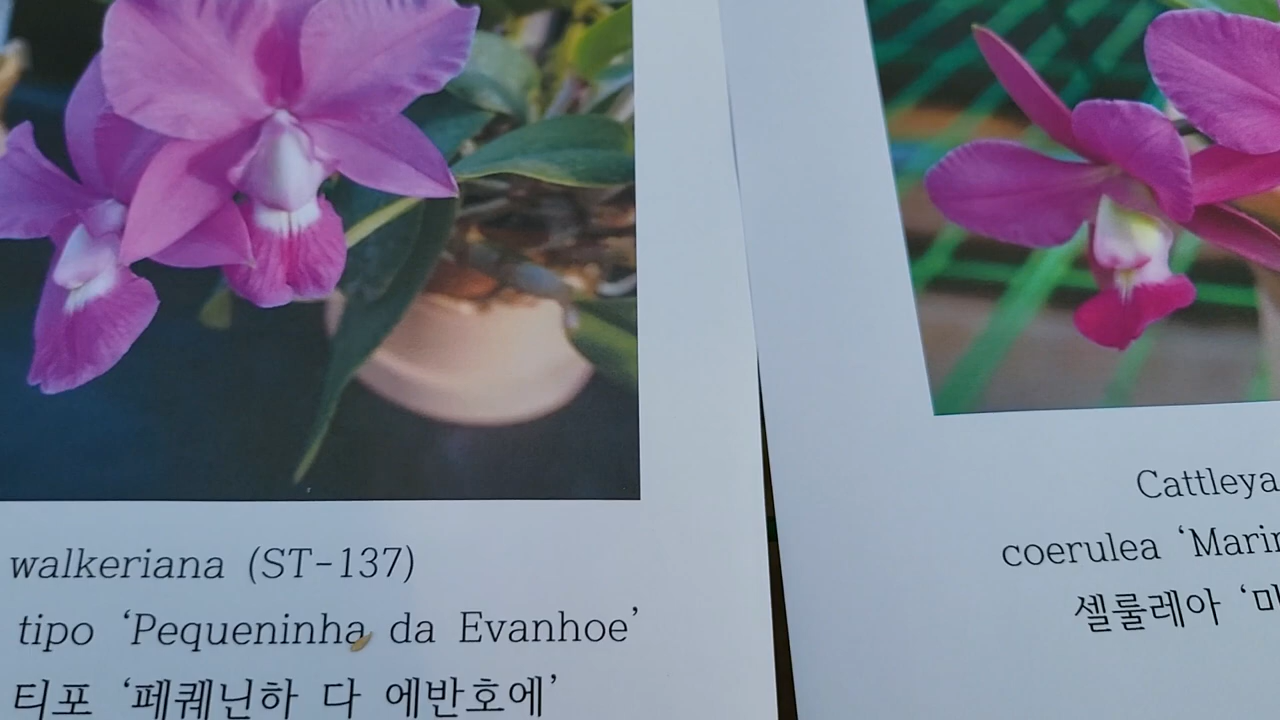 walkeriana (ST-137)
tipo ‘Pequeninha da Evanhoe’
티포 ‘페퀘닌하 다 에반호에’
Cattleya
coerulea
셀룰레아